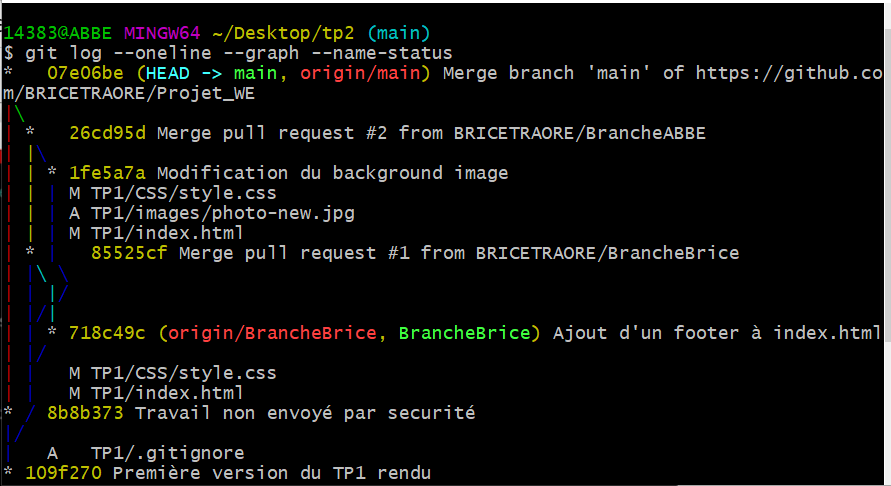 14383@ABBE MINGW64 ~/Desktop/tp2 (main)
$ git log --oneline --graph --name-status
*   07e06be (HEAD -> main, origin/main) Merge branch 'main' of https://github.co
m/BRICETRAORE/Projet_WE
|\
| *   26cd95d Merge pull request #2 from BRICETRAORE/BrancheABBE
| |\
| | * 1fe5a7a Modification du background image
| | | M TP1/CSS/style.css
| | | A TP1/images/photo-new.jpg
| | | M TP1/index.html
| * |   85525cf Merge pull request #1 from BRICETRAORE/BrancheBrice
| |\ \
| | |/
| |/|
| | * 718c49c (origin/BrancheBrice, BrancheBrice) Ajout d'un footer à index.html
| |/
| |   M TP1/CSS/style.css
| |   M TP1/index.html
* / 8b8b373 Travail non envoyé par securité
|/
|   A   TP1/.gitignore
* 109f270 Première version du TP1 rendu